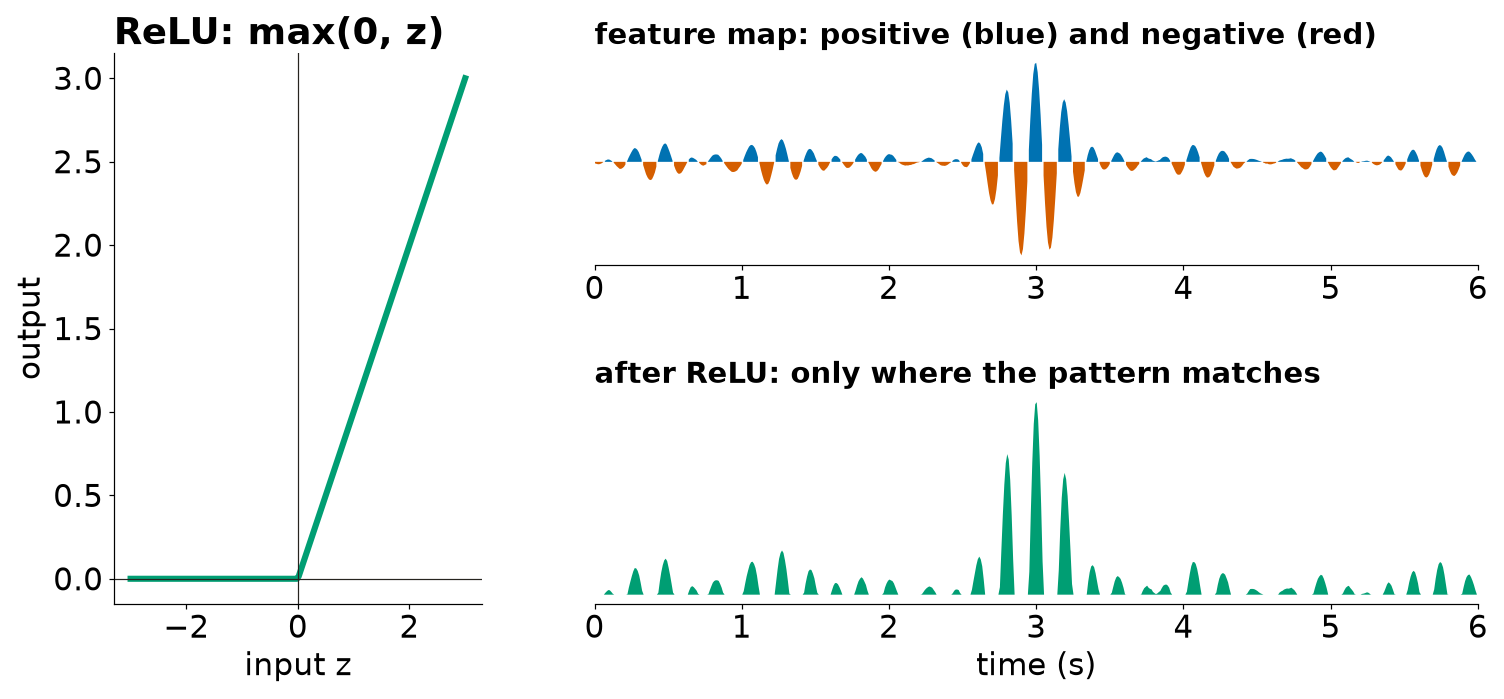 ReLU: max(0, z)
3.0
2.5
2.0
1.5
1.0
0.5
0.0
output
−2 0 2
input z
feature map: positive (blue) and negative (red)
0 1 2 3 4 5 6
after ReLU: only where the pattern matches
0 1 2 3 4 5 6
time (s)